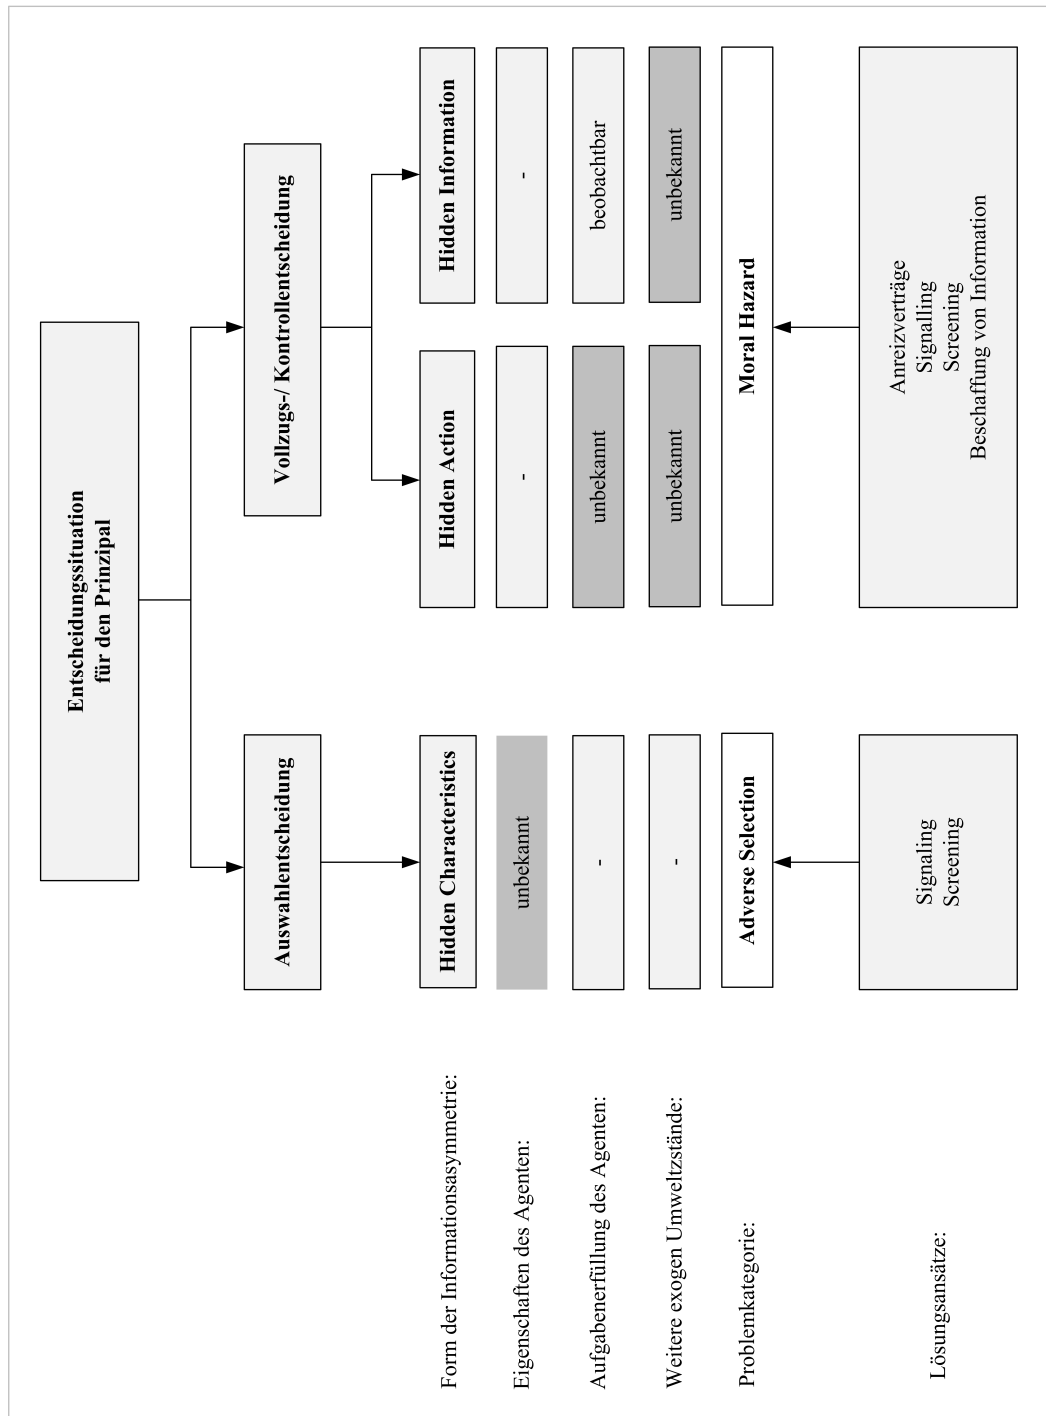 Entscheidungssituation
für den Prinzipal
Auswahlentscheidung
Vollzugs-/ Kontrollentscheidung
Form der Informationsasymmetrie:
Hidden Characteristics
Hidden Action
Hidden Information
Eigenschaften des Agenten:
unbekannt
-
-
Aufgabenerfüllung des Agenten:
-
unbekannt
beobachtbar
Weitere exogen Umweltzstände:
-
unbekannt
unbekannt
Problemkategorie:
Adverse Selection
Moral Hazard
Lösungsansätze:
Signaling
Screening
Anreizverträge
Signalling
Screening
Beschaffung von Information